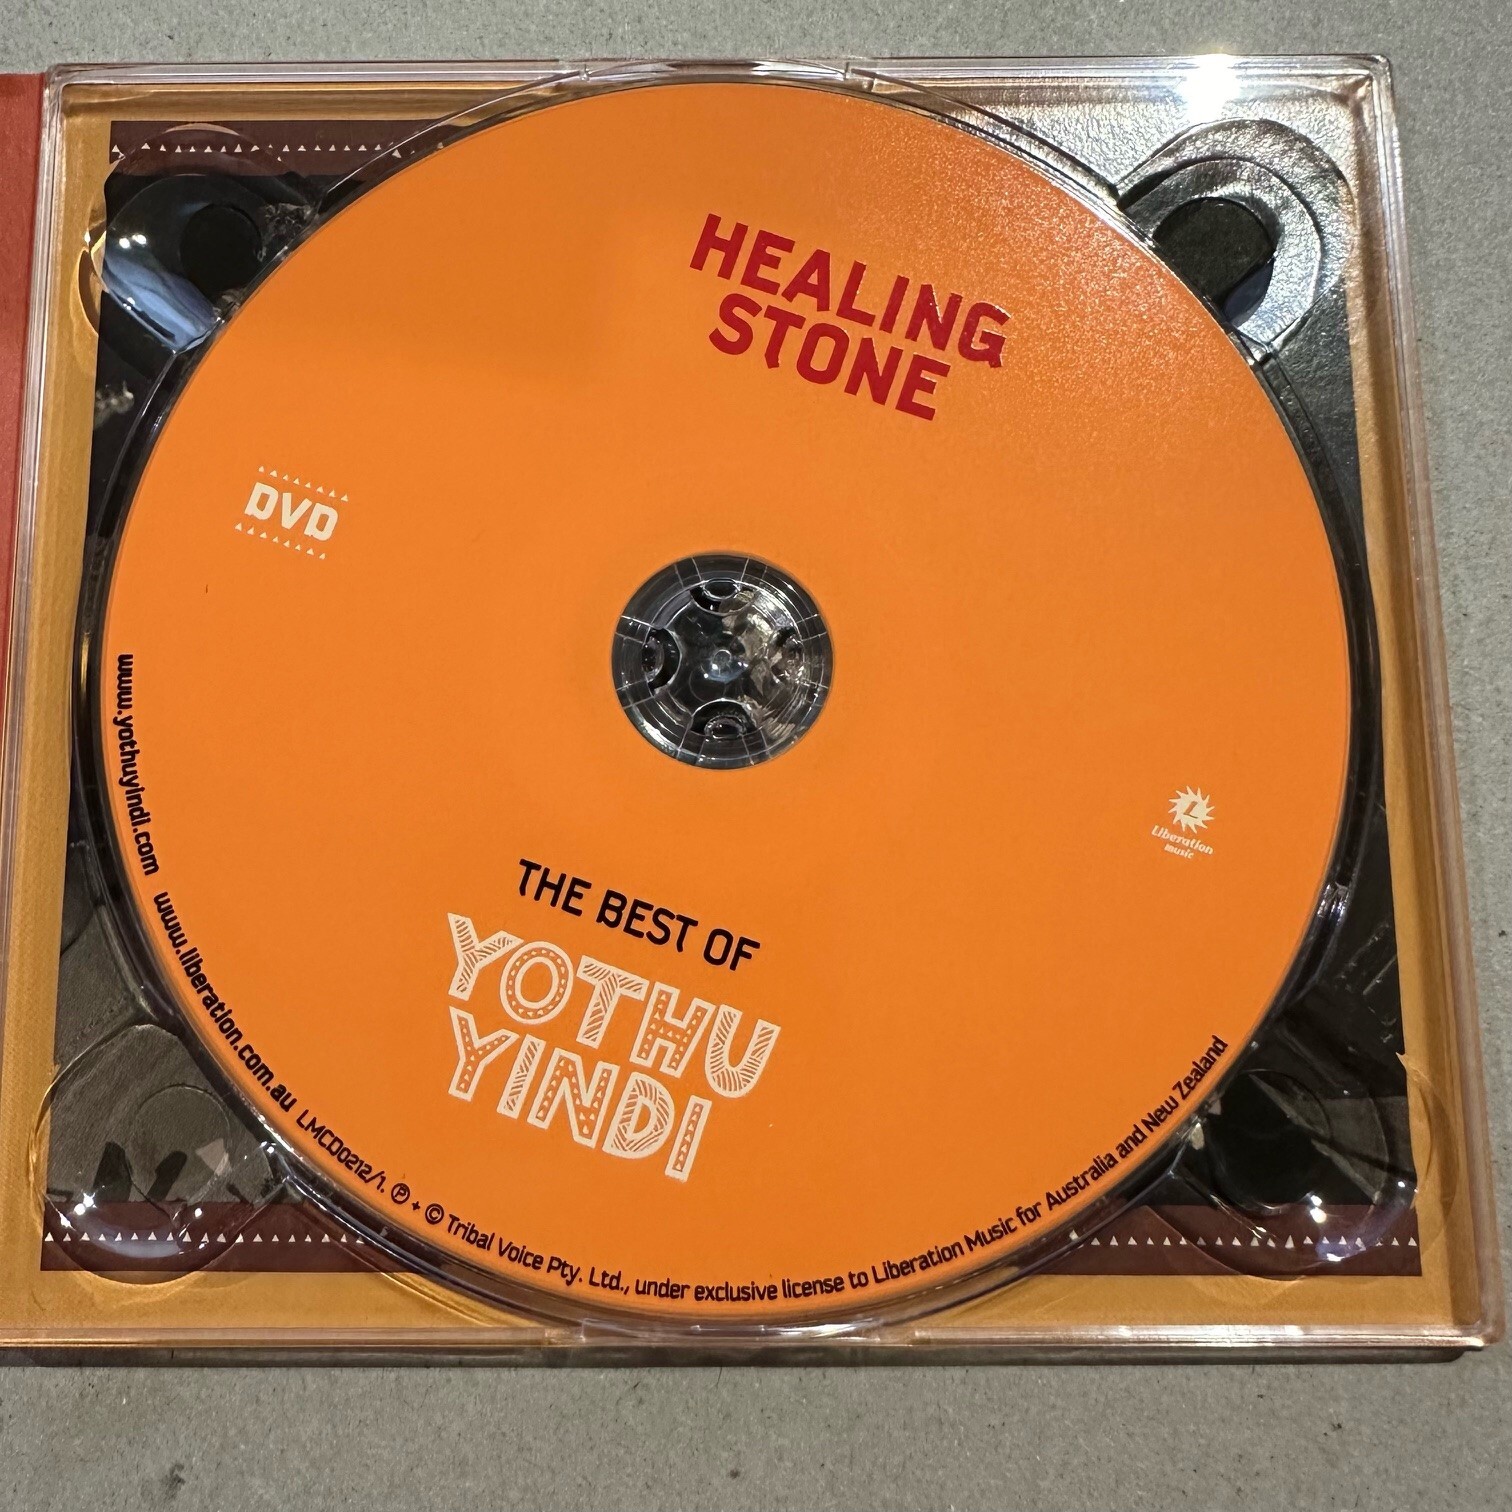 HEALING
STONE
DVD
L
Liberation
music
THE BEST OF
YOTHU
YINDI
www.yothuyindi.com www.liberation.com.au LMCD0212/1. ℗ + © Tribal Voice Pty. Ltd., under exclusive license to Liberation Music for Australia and New Zealand